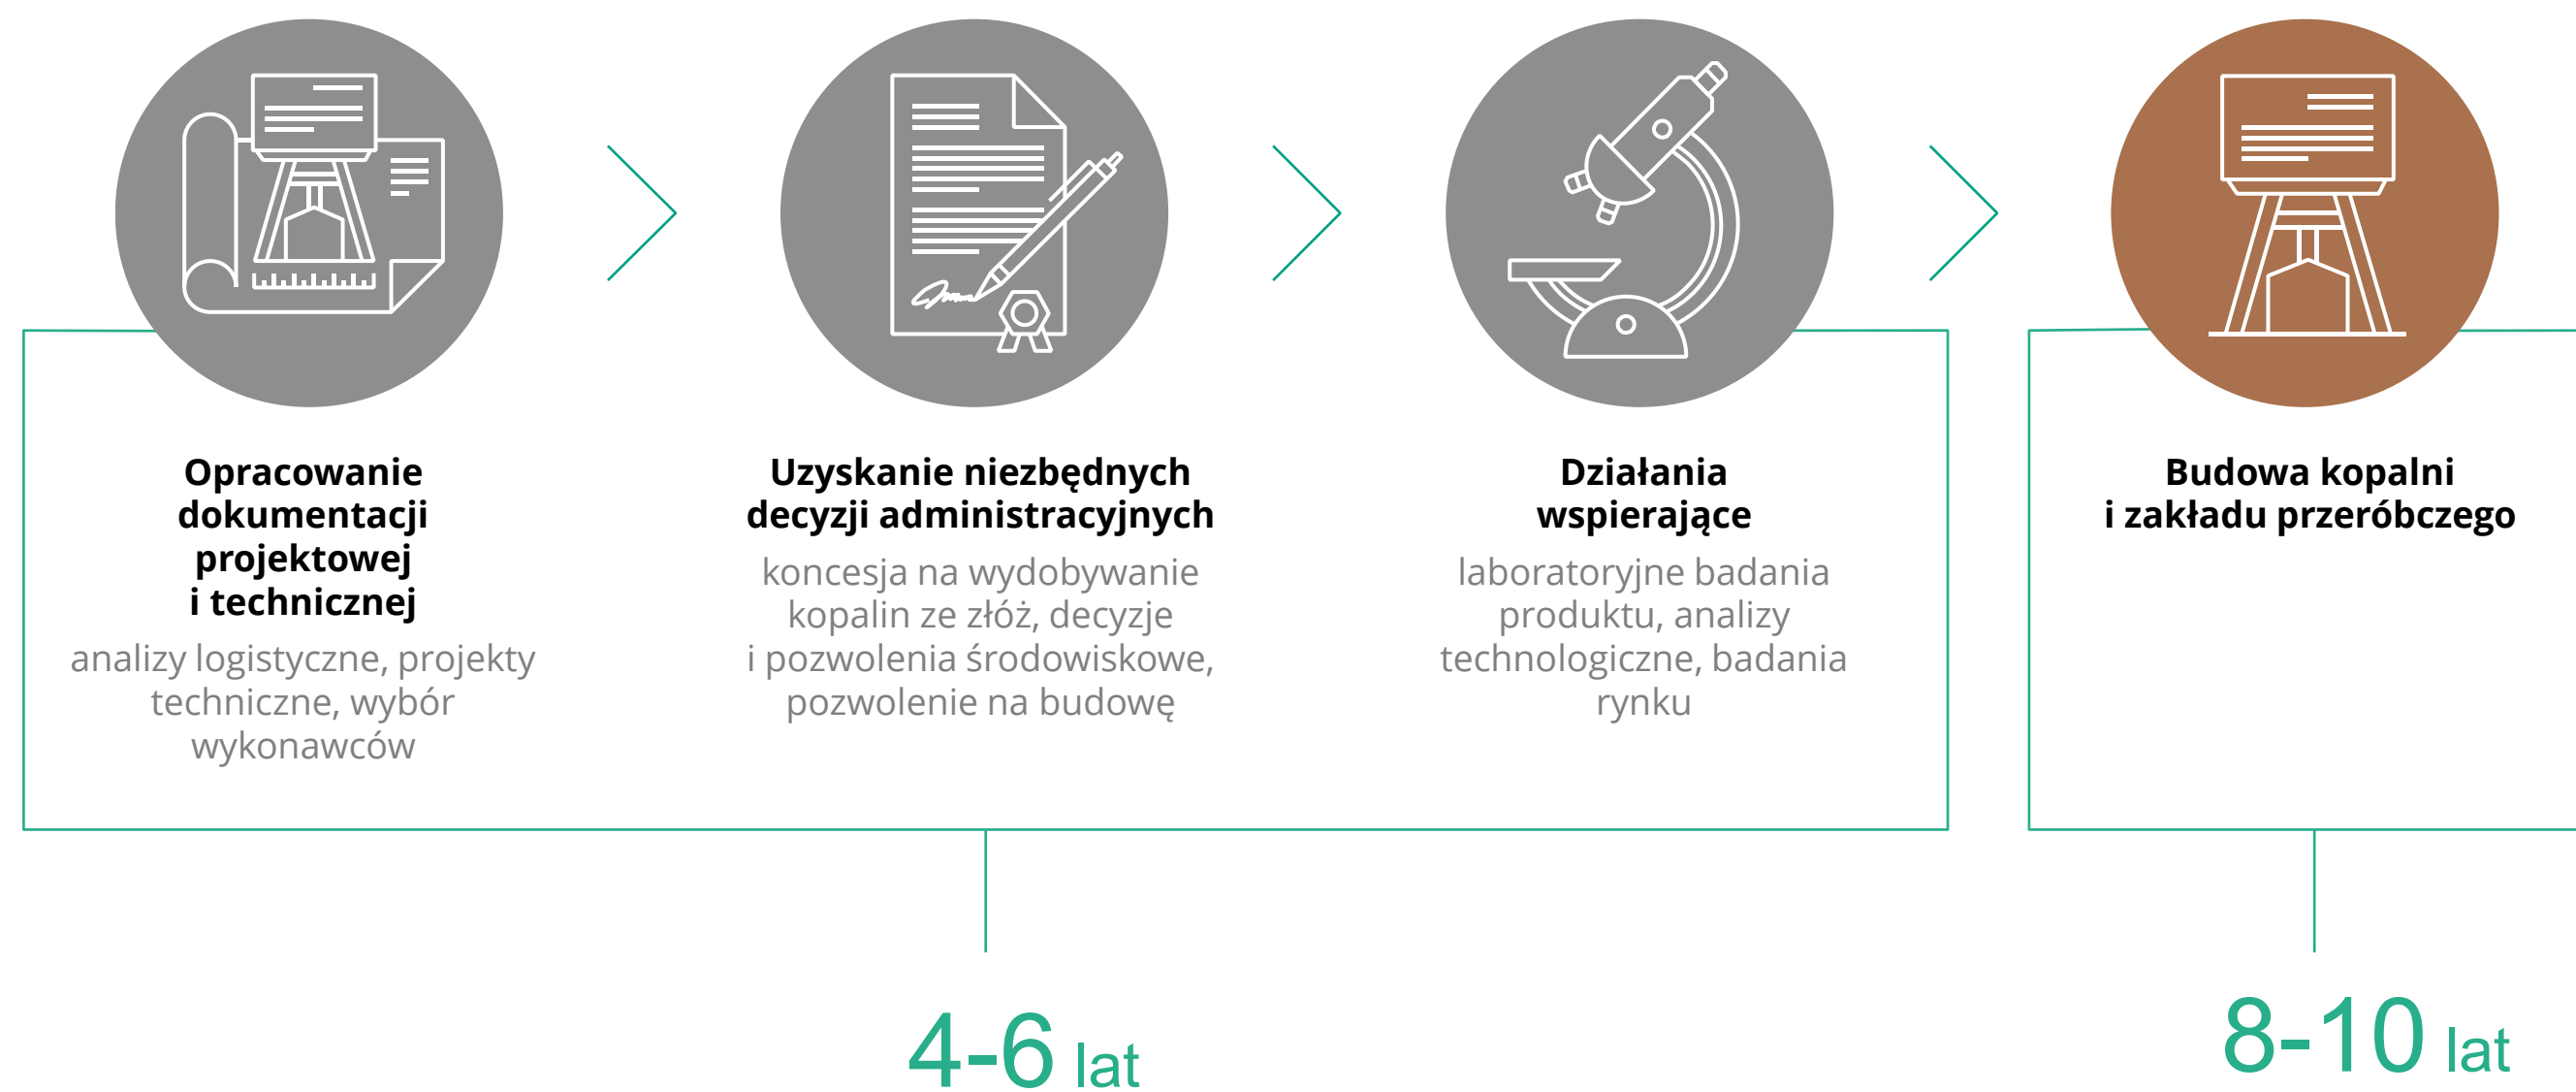 Opracowanie
dokumentacji
projektowej
i technicznej
analizy logistyczne, projekty
techniczne, wybór
wykonawców
Uzyskanie niezbędnych
decyzji administracyjnych
koncesja na wydobywanie
kopalin ze złóż, decyzje
i pozwolenia środowiskowe,
pozwolenie na budowę
Działania
wspierające
laboratoryjne badania
produktu, analizy
technologiczne, badania
rynku
Budowa kopalni
i zakładu przeróbczego
4-6 lat
8-10 lat